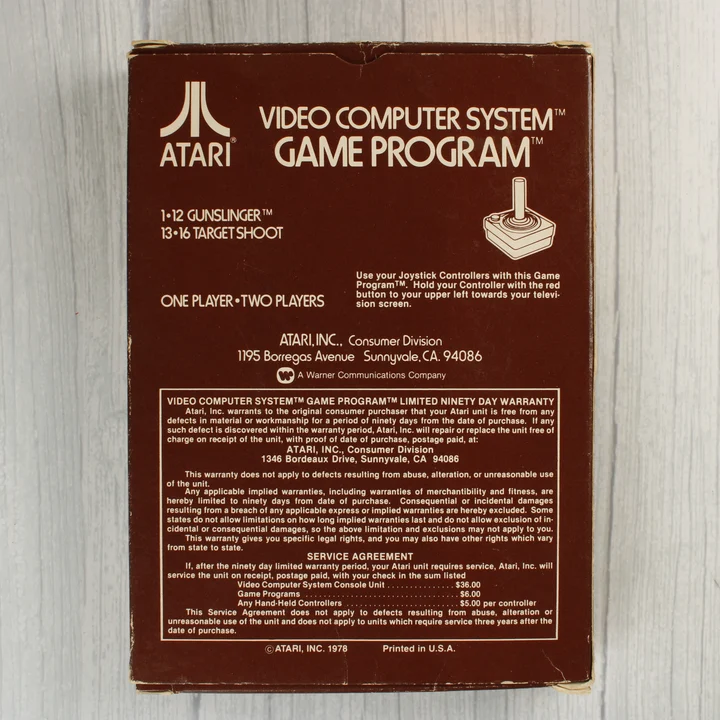 ATARI®
VIDEO COMPUTER SYSTEM™
GAME PROGRAM™
1•12 GUNSLINGER™
13•16 TARGET SHOOT
ONE PLAYER•TWO PLAYERS
Use your Joystick Controllers with this Game
Program™. Hold your Controller with the red
button to your upper left towards your televi-
sion screen.
ATARI, INC., Consumer Division
1195 Borregas Avenue Sunnyvale, CA. 94086
A Warner Communications Company
VIDEO COMPUTER SYSTEM™ GAME PROGRAM™ LIMITED NINETY DAY WARRANTY
Atari, Inc. warrants to the original consumer purchaser that your Atari unit is free from any
defects in material or workmanship for a period of ninety days from the date of purchase. If any
such defect is discovered within the warranty period, Atari, Inc. will repair or replace the unit free of
charge on receipt of the unit, with proof of date of purchase, postage paid, at:
ATARI, INC., Consumer Division
1346 Bordeaux Drive, Sunnyvale, CA 94086
This warranty does not apply to defects resulting from abuse, alteration, or unreasonable use
of the unit.
Any applicable implied warranties, including warranties of merchantibility and fitness, are
hereby limited to ninety days from date of purchase. Consequential or incidental damages
resulting from a breach of any applicable express or implied warranties are hereby excluded. Some
states do not allow limitations on how long implied warranties last and do not allow exclusion of in-
cidental or consequential damages, so the above limitation and exclusions may not apply to you.
This warranty gives you specific legal rights, and you may also have other rights which vary
from state to state.
SERVICE AGREEMENT
If, after the ninety day limited warranty period, your Atari unit requires service, Atari, Inc. will
service the unit on receipt, postage paid, with your check in the sum listed
Video Computer System Console Unit . . . . . . . . . . . . . . . $36.00
Game Programs . . . . . . . . . . . . . . . . . . . . . . . . . . . . . $6.00
Any Hand-Held Controllers . . . . . . . . . . . . . . . . . . . $5.00 per controller
This Service Agreement does not apply to defects resulting from abuse, alteration or
unreasonable use of the unit and does not apply to units which require service three years after the
date of purchase.
© ATARI, INC. 1978 Printed in U.S.A.